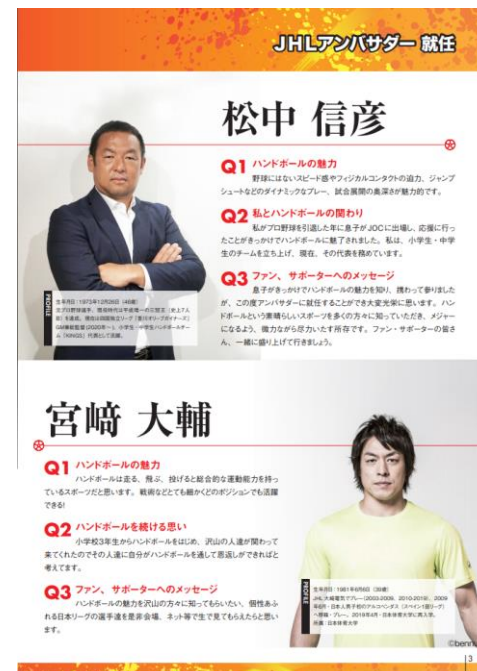 JHLアンバサダー 就任
松中 信彦
Q1 ハンドボールの魅力
野球にはないスピード感やフィジカルコンタクトの迫力、ジャンプ
シュートなどのダイナミックなプレー、試合展開の奥深さが魅力的です。
Q2 私とハンドボールの関わり
私がプロ野球を引退した年に息子がJOCに出場し、応援に行っ
たことがきっかけでハンドボールに魅了されました。私は、小学生・中学
生のチームを立ち上げ、現在、その代表を務めています。
Q3 ファン、サポーターへのメッセージ
息子がきっかけでハンドボールの魅力を知り、携わって参りました
が、この度アンバサダーに就任することができ大変光栄に思います。ハン
ドボールという素晴らしいスポーツを多くの方々に知っていただき、メジャー
になるよう、微力ながら尽力いたす所存です。ファン・サポーターの皆さ
ん、一緒に盛り上げて行きましょう。
PROFILE
生年月日:1973年12月26日(46歳)
宮﨑 大輔
Q1 ハンドボールの魅力
ハンドボールは走る、飛ぶ、投げると総合的な運動能力を持っ
ているスポーツだと思います。戦術などとても細かくどのポジションでも活躍
できる!
Q2 ハンドボールを続ける思い
小学校3年生からハンドボールをはじめ、沢山の人達が関わって
来てくれたのでその人達に自分がハンドボールを通して恩返しができればと
考えてます。
Q3 ファン、サポーターへのメッセージ
ハンドボールの魅力を沢山の方々に知ってもらいたい、個性あふ
れる日本リーグの選手達を是非会場、ネット等で生で見てもらえたらと思い
ます。
PROFILE
生年月日:1981年6月6日(39歳)
所属:日本体育大学
©benno
3